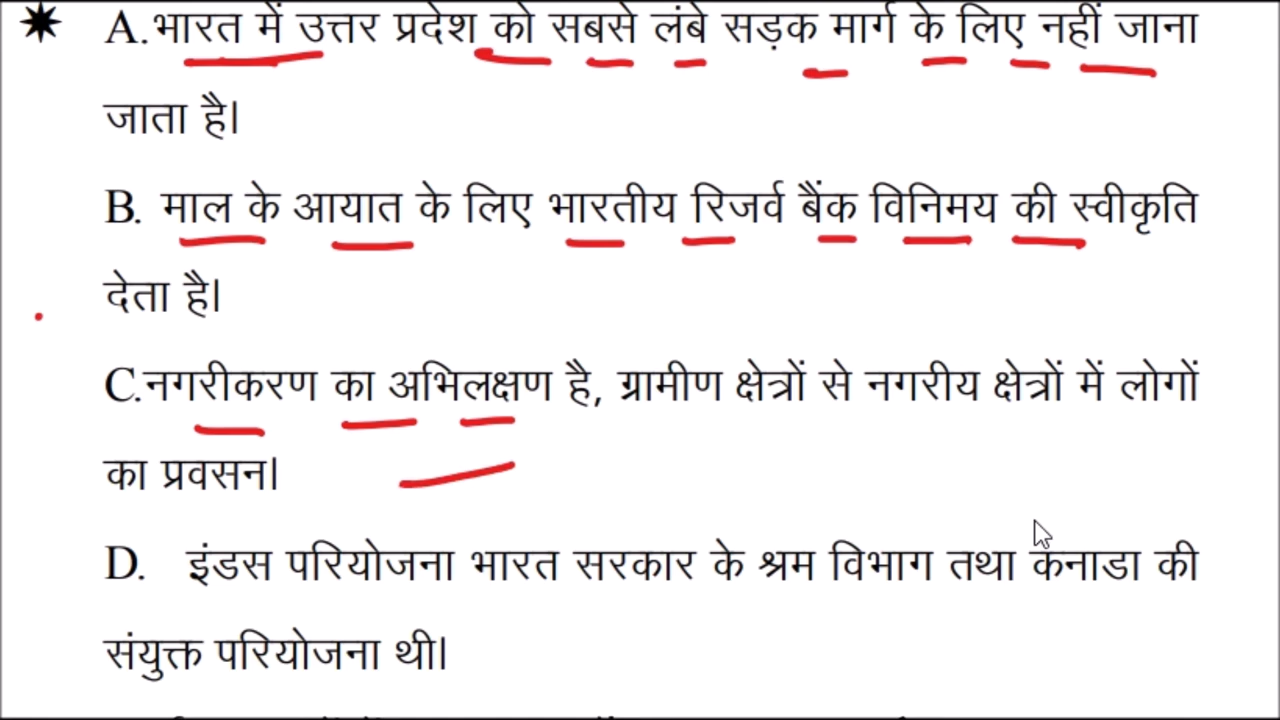 A.भारत में उत्तर प्रदेश को सबसे लंबे सड़क मार्ग के लिए नहीं जाना
जाता है।
B. माल के आयात के लिए भारतीय रिजर्व बैंक विनिमय की स्वीकृति
देता है।
C.नगरीकरण का अभिलक्षण है, ग्रामीण क्षेत्रों से नगरीय क्षेत्रों में लोगों
का प्रवसन।
D. इंडस परियोजना भारत सरकार के श्रम विभाग तथा कनाडा की
संयुक्त परियोजना थी।